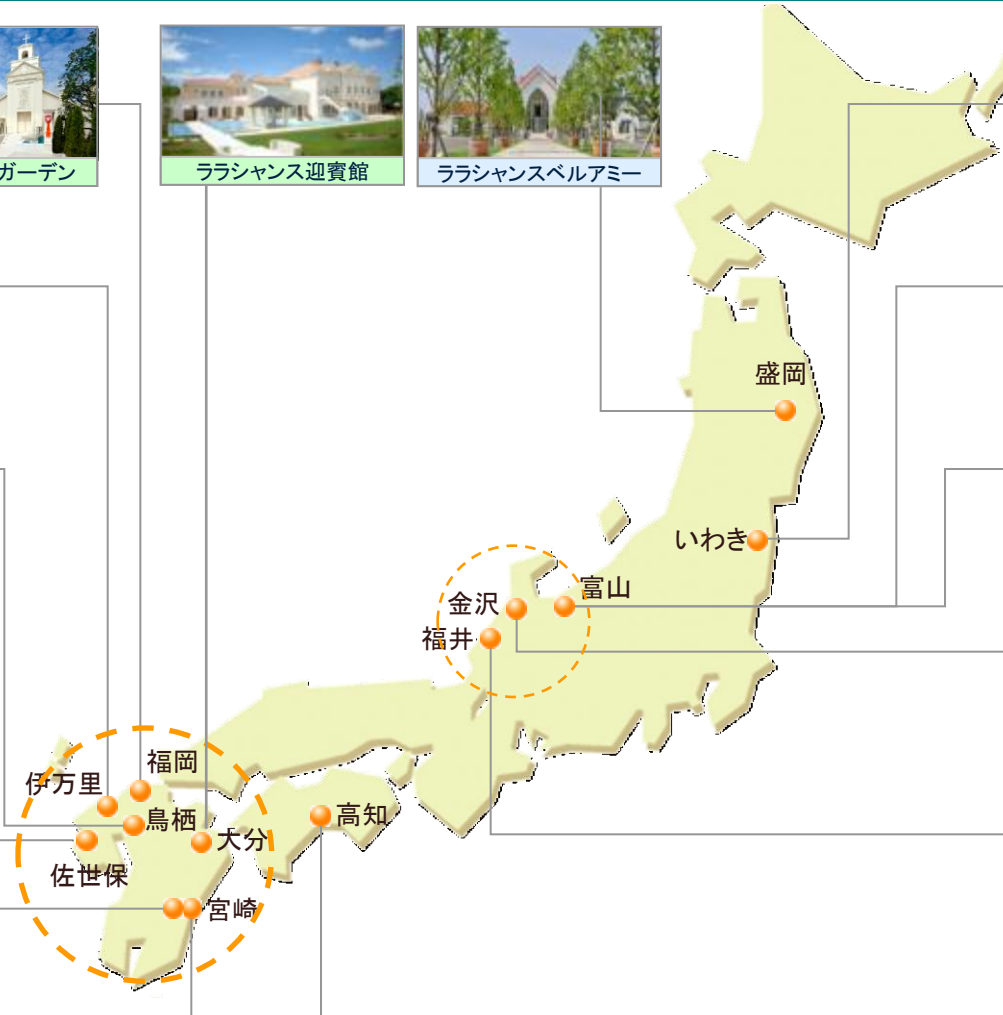 ガーデン
ララシャンス迎賓館
ララシャンスベルアミー
盛岡
いわき
富山
金沢
福井
福岡
伊万里
鳥栖
高知
大分
佐世保
宮崎